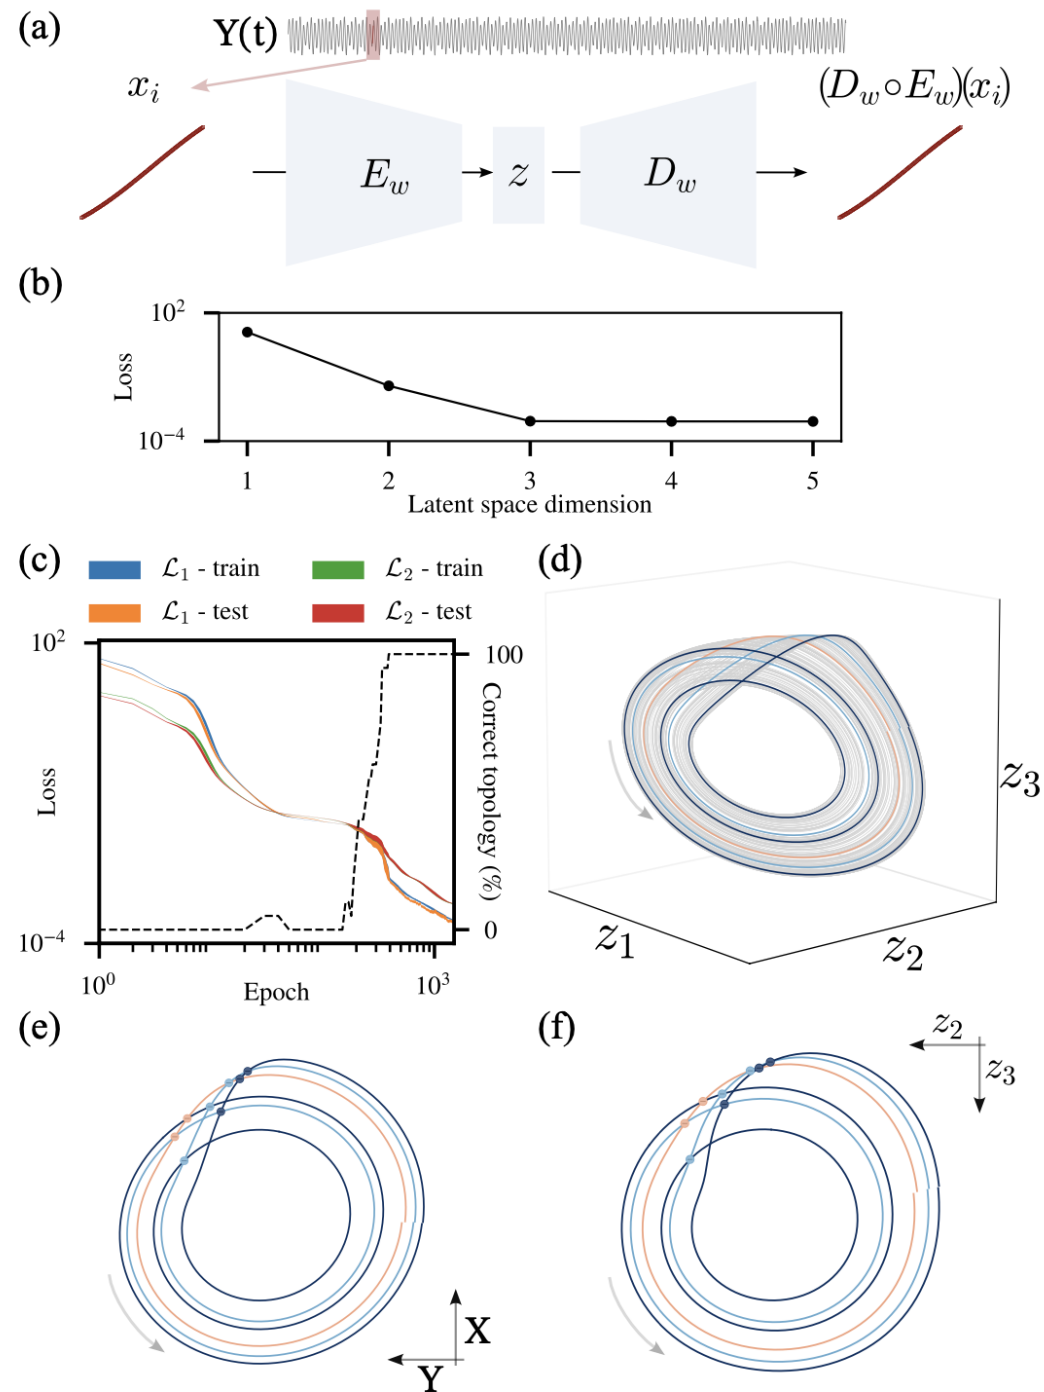 (a)
Y(t)
x_i
(D_w ∘ E_w)(x_i)
E_w
z
D_w
(b)
10^2
Loss
10^−4
1 2 3 4 5
Latent space dimension
(c)
ℒ_1 - train
ℒ_2 - train
ℒ_1 - test
ℒ_2 - test
10^2
100
Loss
Correct topology (%)
10^−4
0
10^0
10^3
Epoch
(d)
z_3
z_1
z_2
(e)
X
Y
(f)
z_2
z_3